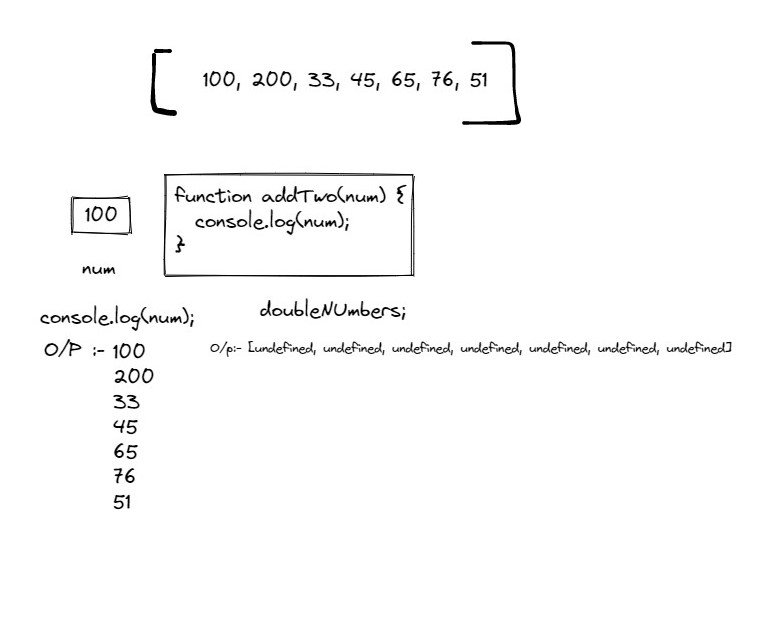 [ 100, 200, 33, 45, 65, 76, 51 ]
100
num
function addTwo(num) {
console.log(num);
}
console.log(num);
O/P :- 100
200
33
45
65
76
51
doubleNUmbers;
O/p:- [undefined, undefined, undefined, undefined, undefined, undefined, undefined]